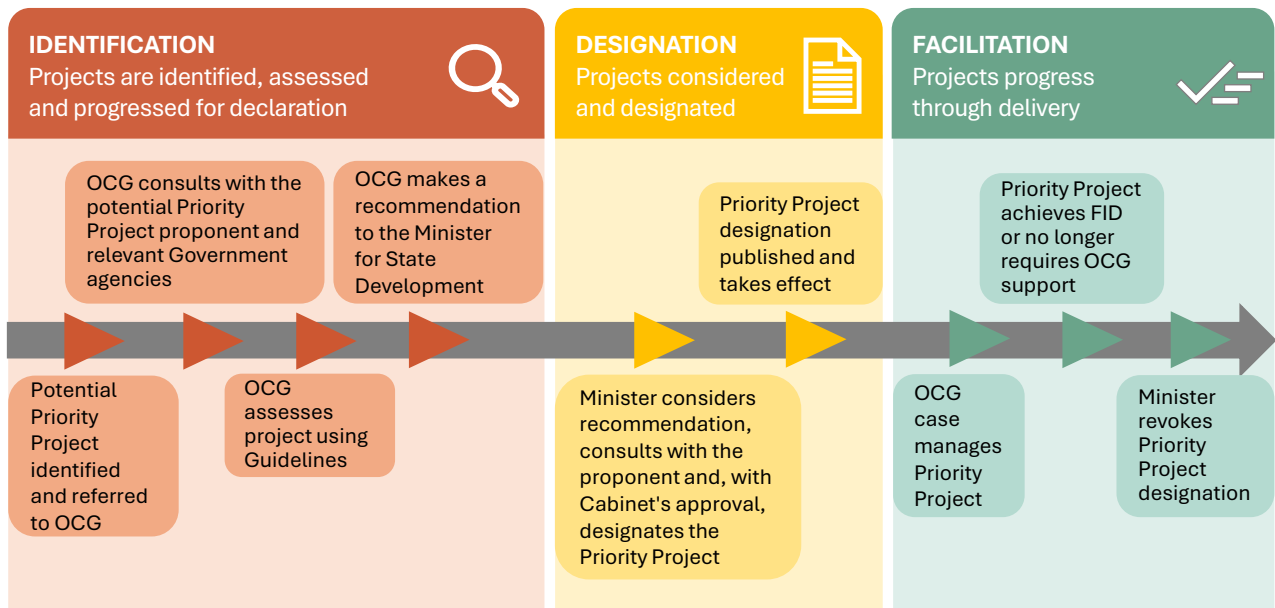 IDENTIFICATION
Projects are identified, assessed
and progressed for declaration
DESIGNATION
Projects considered
and designated
FACILITATION
Projects progress
through delivery
Potential
Priority
Project
identified
and referred
to OCG
OCG consults with the
potential Priority
Project proponent and
relevant Government
agencies
OCG
assesses
project using
Guidelines
OCG makes a
recommendation
to the Minister
for State
Development
Minister considers
recommendation,
consults with the
proponent and, with
Cabinet's approval,
designates the
Priority Project
Priority Project
designation
published and
takes effect
OCG
case
manages
Priority
Project
Priority Project
achieves FID
or no longer
requires OCG
support
Minister
revokes
Priority
Project
designation